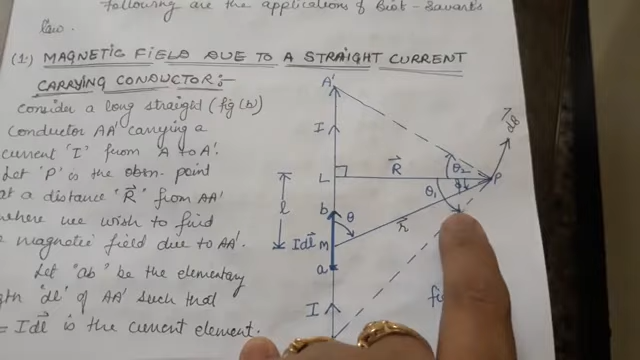 following are the applications of Biot-Savart's
law.
(1.) MAGNETIC FIELD DUE TO A STRAIGHT CURRENT
CARRYING CONDUCTOR:-
Consider a long straight (fig (b)
conductor AA' carrying a
current 'I' from A to A'.
Let 'P' is the obtn. point
at a distance 'R' from AA'
where we wish to find
magnetic field due to AA'.
Let "ab" be the elementary
"dl" of AA' such that
= Idl is the current element.
A'
I
L
R
θ2
P
dB
θ1
ϕ
l
b
θ
M
Idl
r
a
I